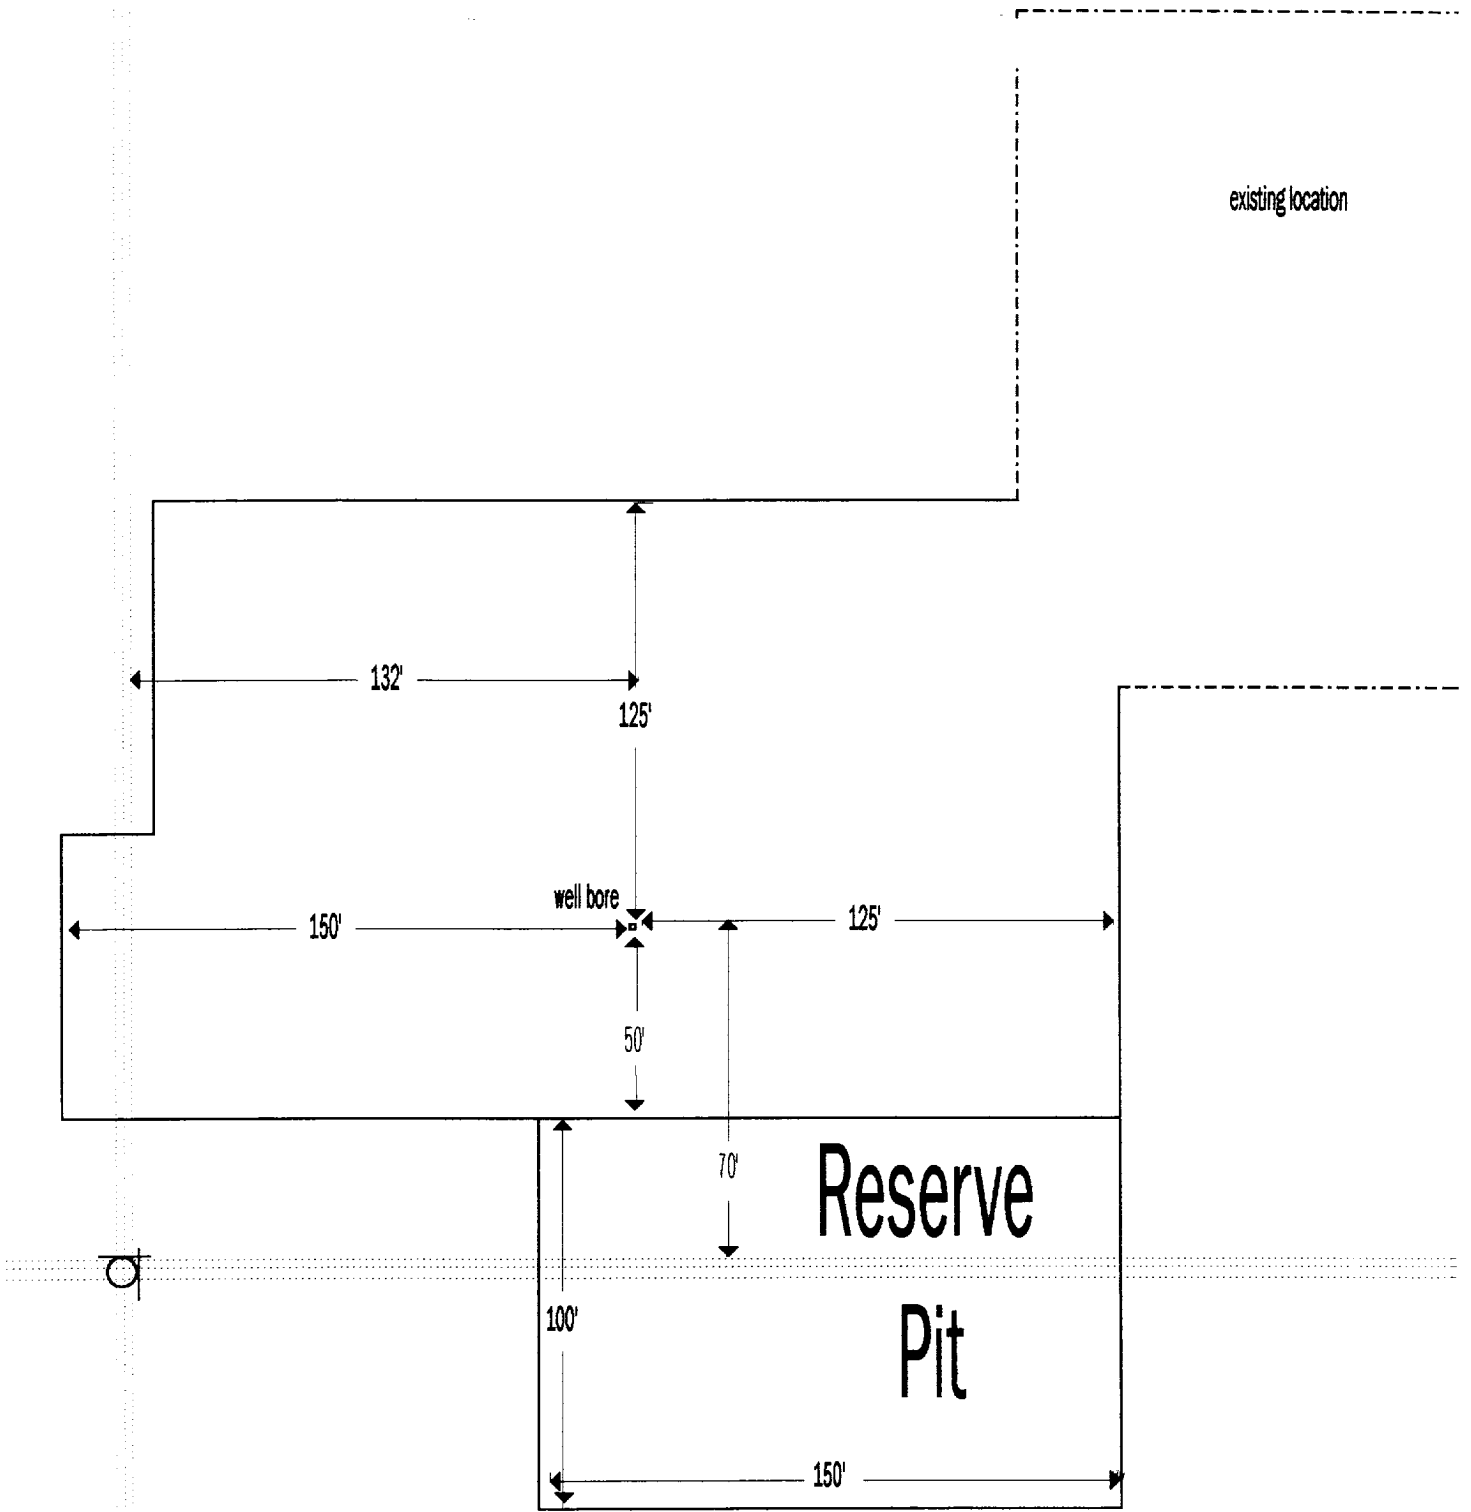 existing location
132'
125'
well bore
150'
125'
50'
70'
Reserve
Pit
100'
150'